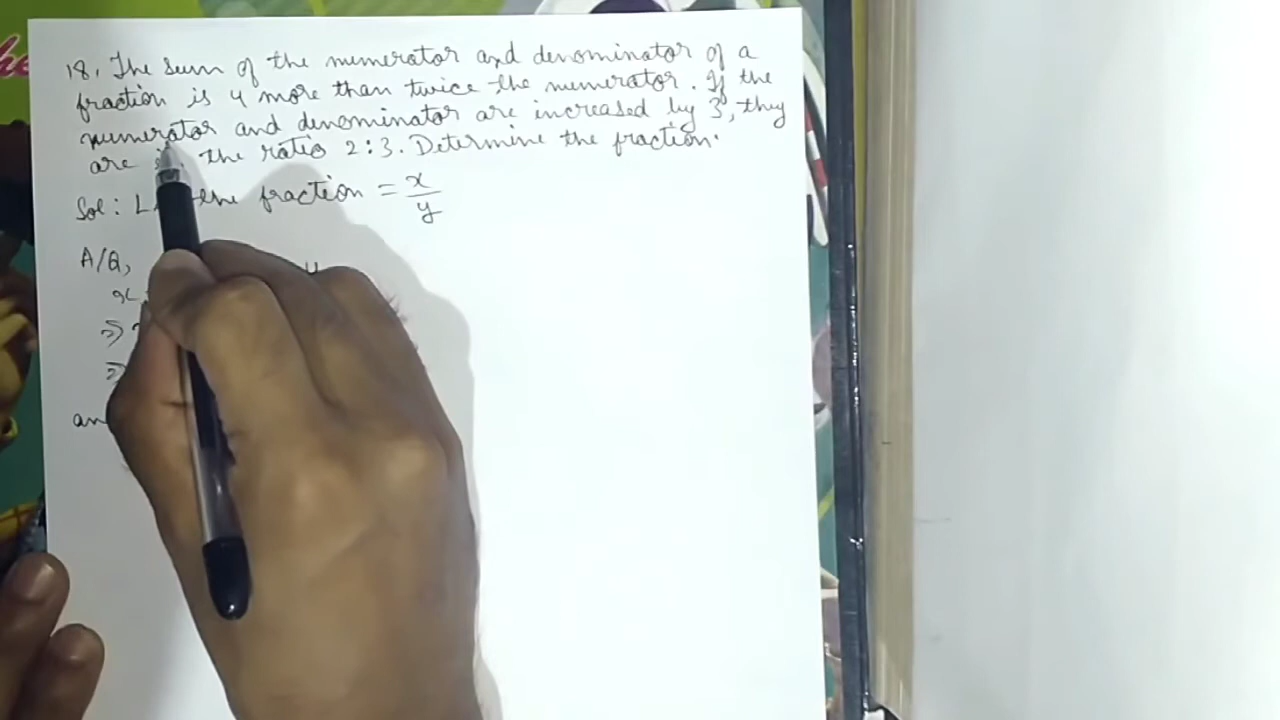 he
18. The sum of the numerator and denominator of a
fraction is 4 more than twice the numerator. If the
numerator and denominator are increased by 3, they
are the ratio 2:3. Determine the fraction.
Sol: the fraction = x/y
A/Q,
x
⇒
⇒
an